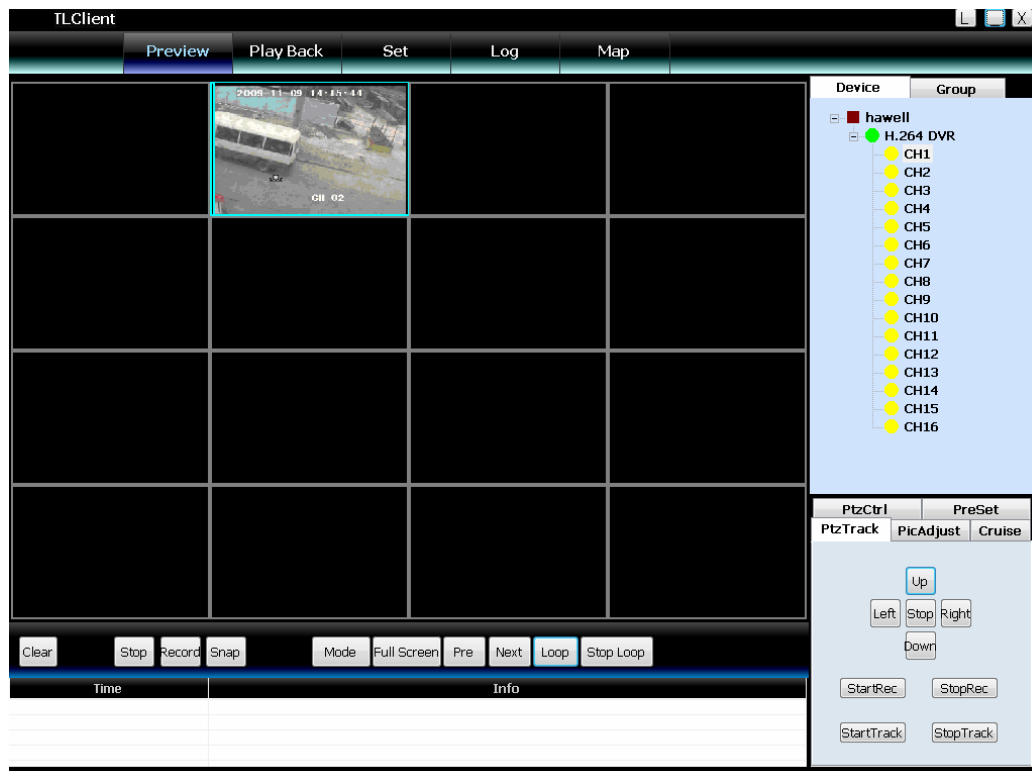 TLClient L X
Preview Play Back Set Log Map
2009-11-09 14:15:44
CH 02
Device Group
hawell
H.264 DVR
CH1
CH2
CH3
CH4
CH5
CH6
CH7
CH8
CH9
CH10
CH11
CH12
CH13
CH14
CH15
CH16
PtzCtrl PreSet
PtzTrack PicAdjust Cruise
Up
Left Stop Right
Down
StartRec StopRec
StartTrack StopTrack
Clear Stop Record Snap Mode Full Screen Pre Next Loop Stop Loop
Time Info